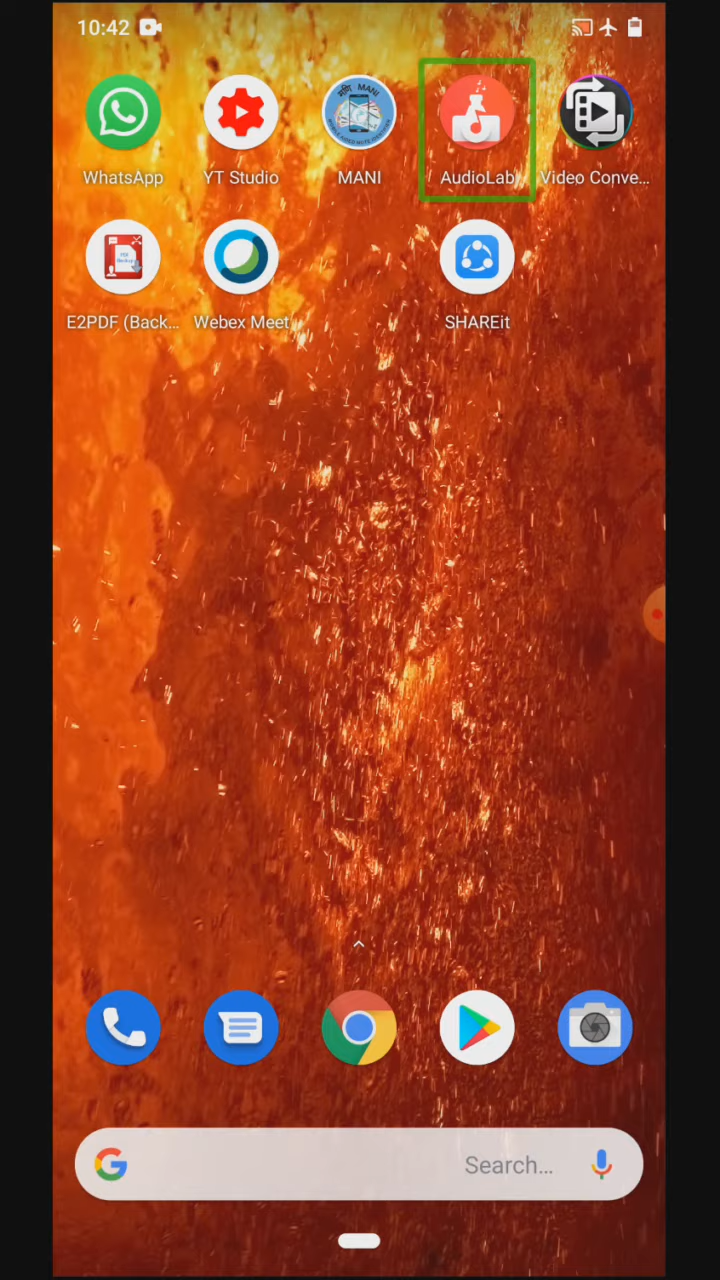 10:42
WhatsApp
YT Studio
MANI
AudioLab
Video Conve...
E2PDF (Back...
Webex Meet
SHAREit
Search...